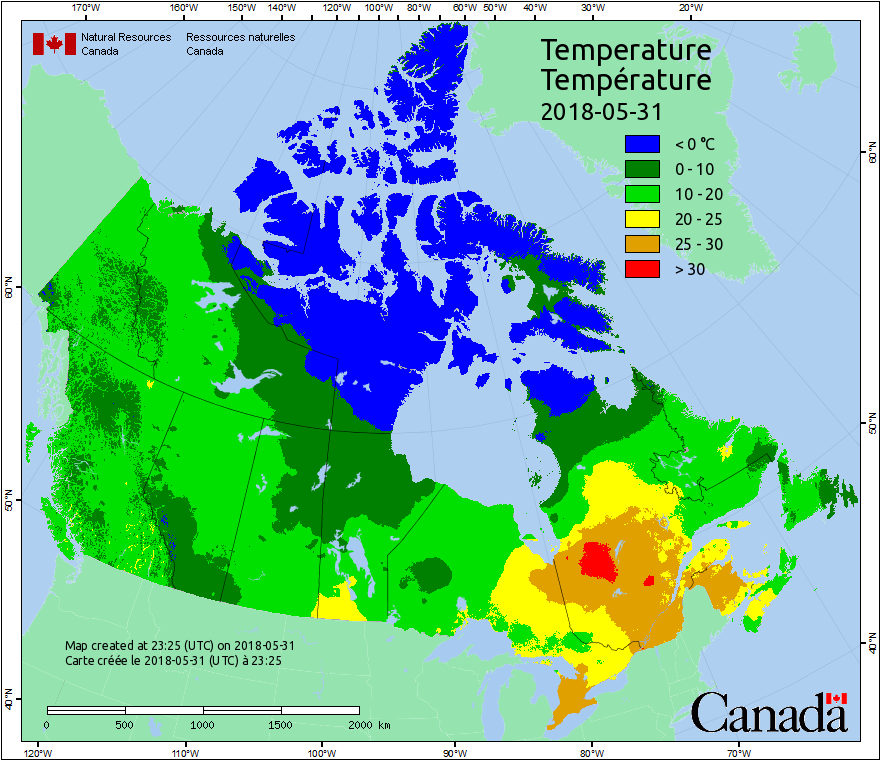 170°W 160°W 150°W 140°W 130°W 120°W 110°W 100°W 90°W 80°W 60°W 50°W 40°W 30°W 20°W
Natural Resources Ressources naturelles
Canada Canada
Temperature
Température
2018-05-31
< 0 °C
0 - 10
10 - 20
20 - 25
25 - 30
> 30
60°N
60°N
50°N
50°N
40°N
40°N
Map created at 23:25 (UTC) on 2018-05-31
Carte créée le 2018-05-31 (UTC) à 23:25
0 500 1000 1500 2000 km
Canada
120°W 110°W 100°W 90°W 80°W 70°W